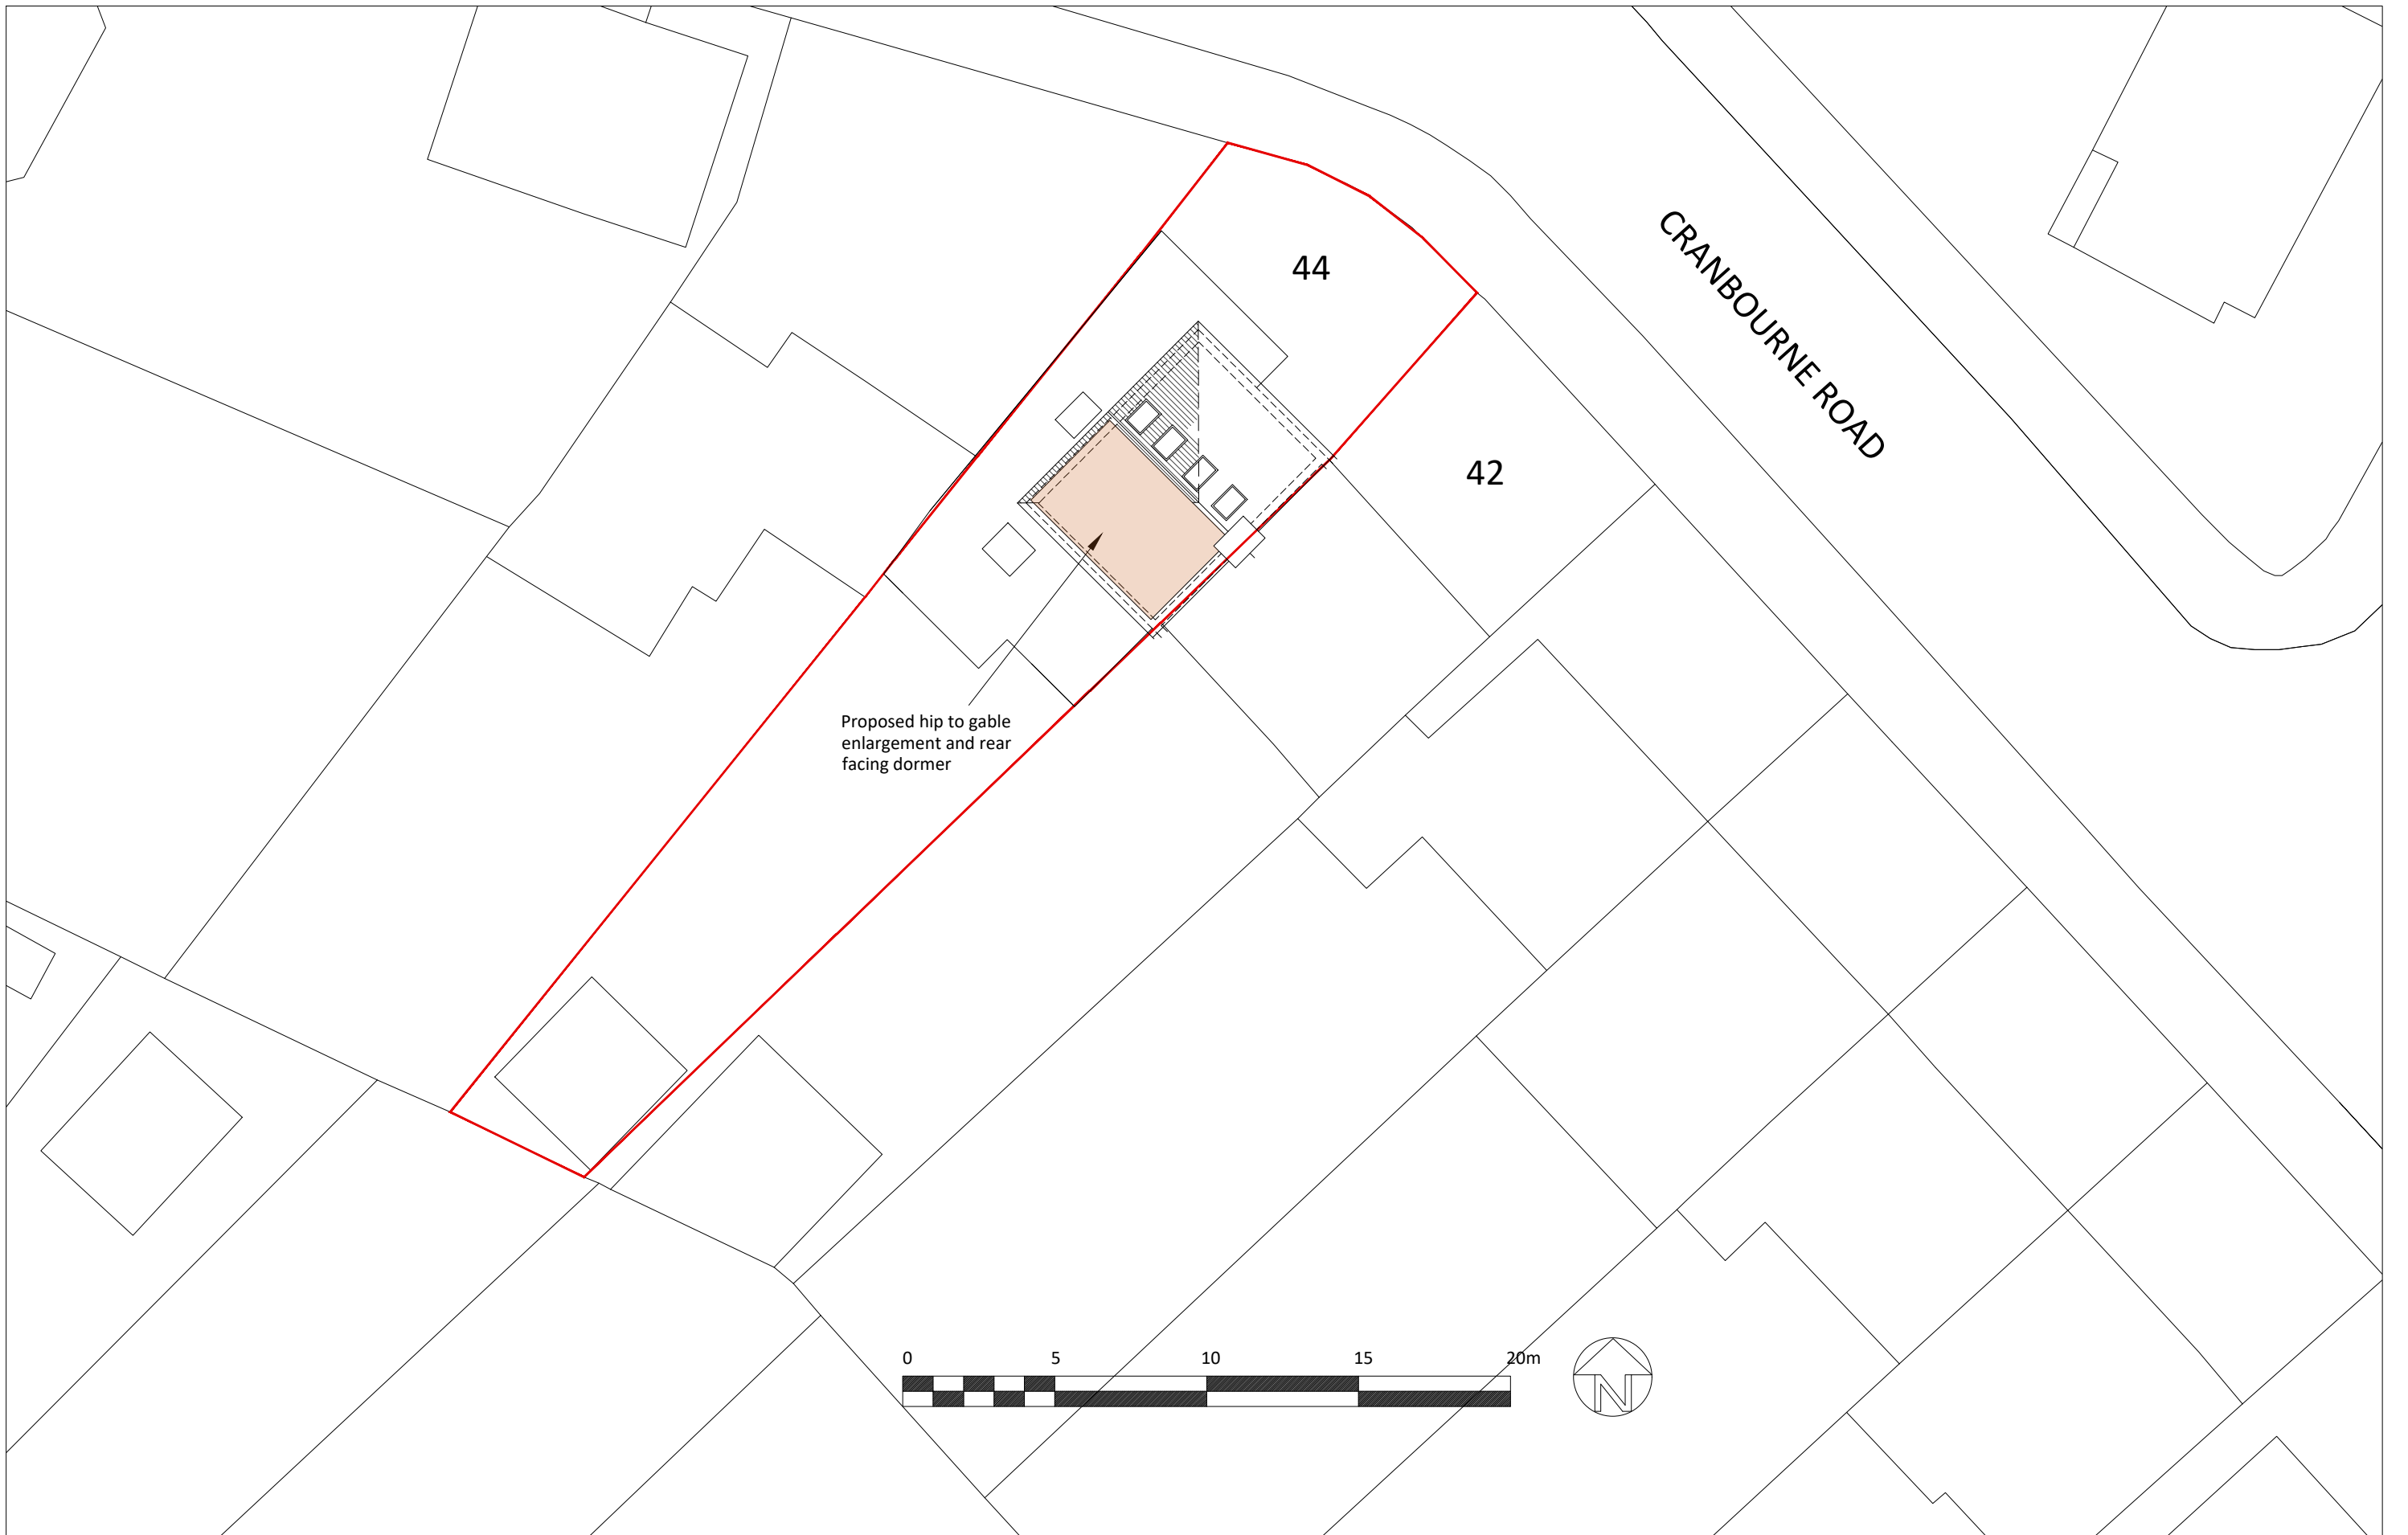 44
CRANBOURNE ROAD
42
Proposed hip to gable
enlargement and rear
facing dormer
0 5 10 15 20m
N